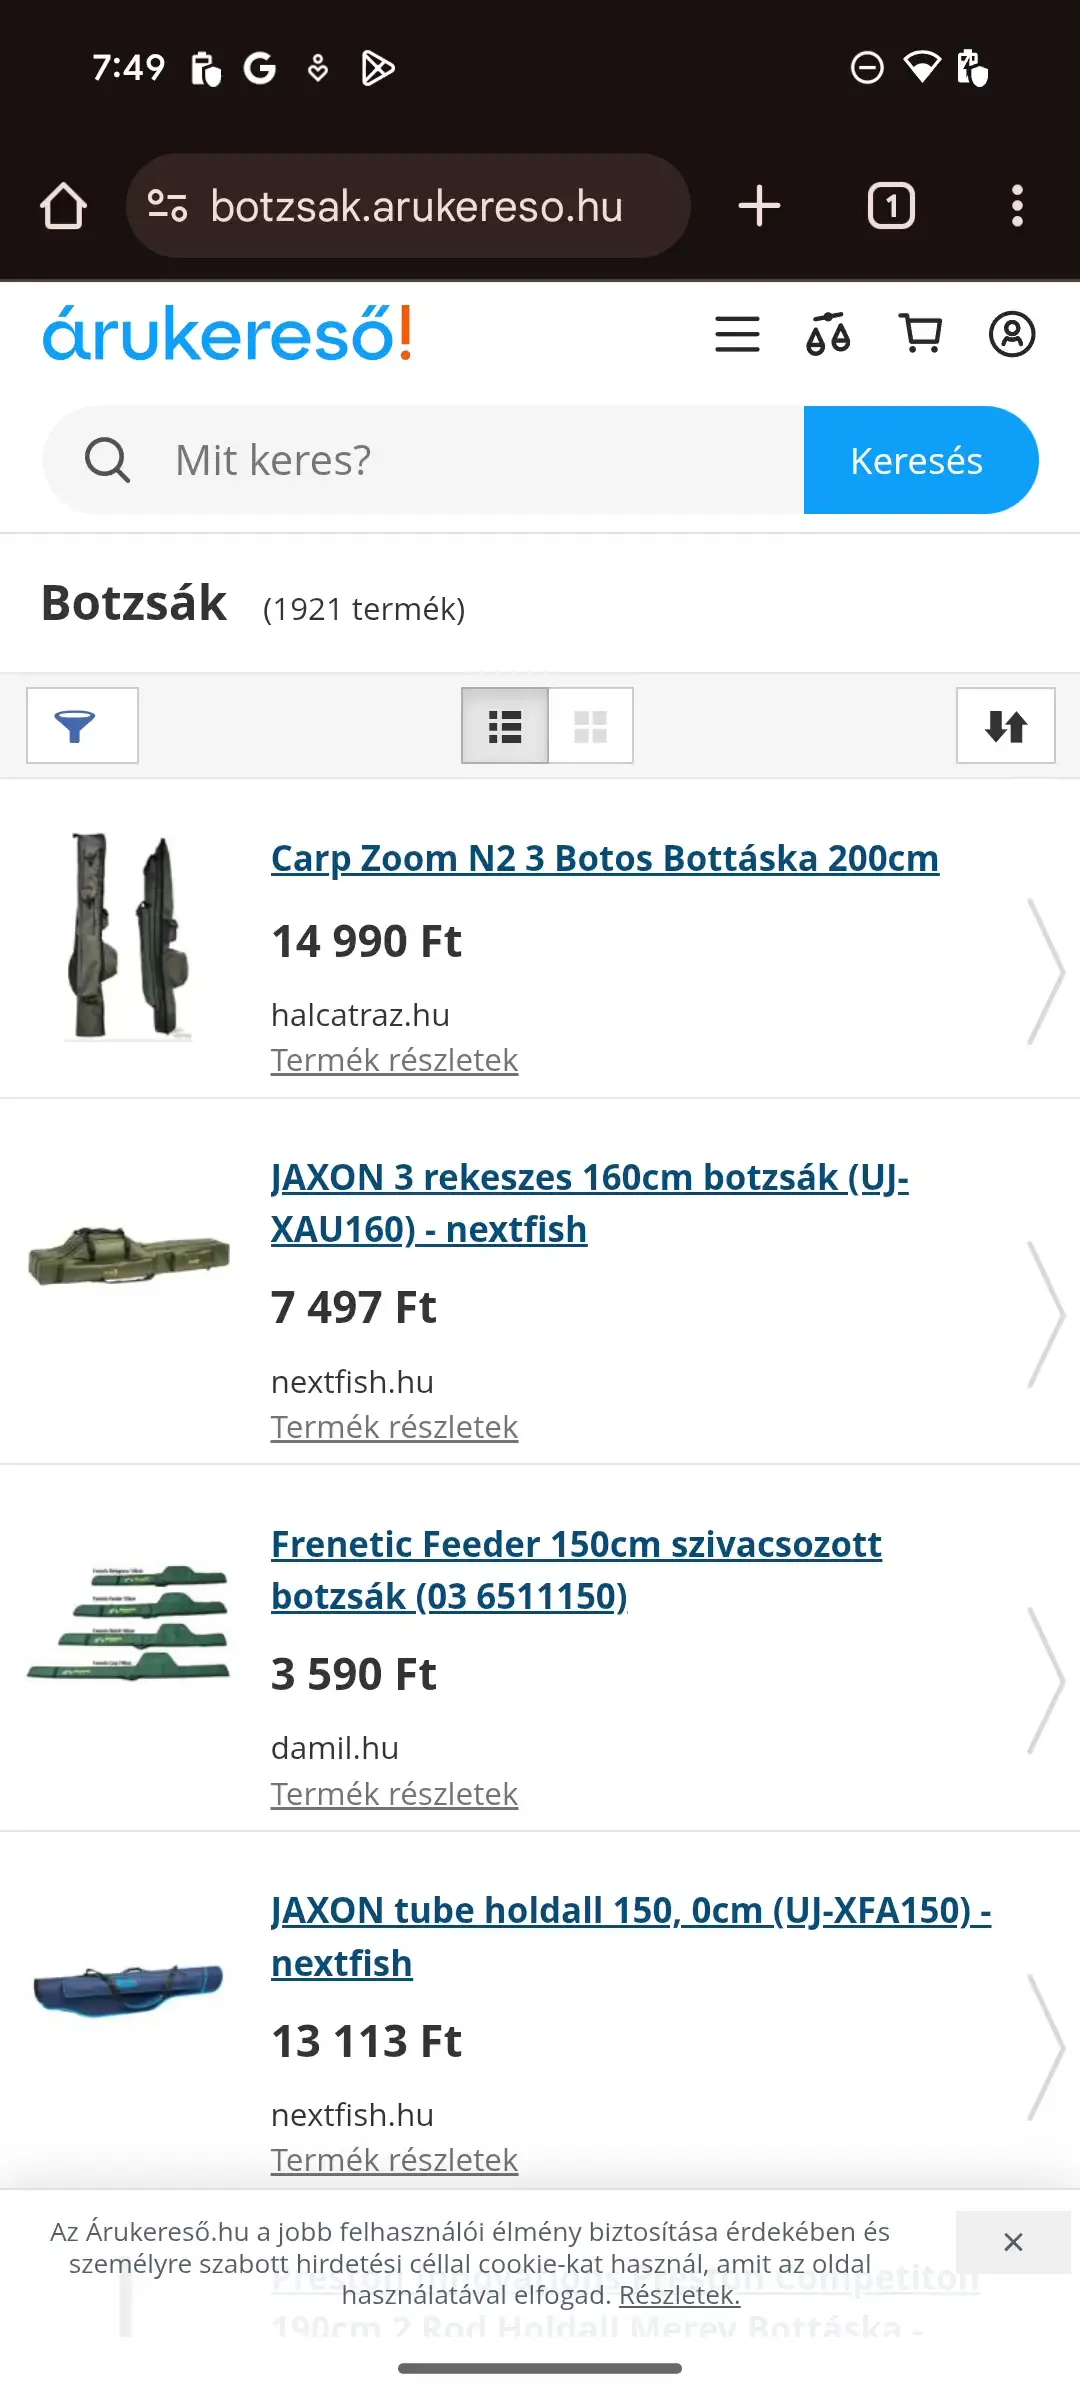 7:49
botzsak.arukereso.hu
1
árukereső!
Mit keres?
Keresés
Botzsák (1921 termék)
Carp Zoom N2 3 Botos Bottáska 200cm
14 990 Ft
halcatraz.hu
Termék részletek
JAXON 3 rekeszes 160cm botzsák (UJ-
XAU160) - nextfish
7 497 Ft
nextfish.hu
Termék részletek
Frenetic Feeder 150cm szivacsozott
botzsák (03 6511150)
3 590 Ft
damil.hu
Termék részletek
JAXON tube holdall 150, 0cm (UJ-XFA150) -
nextfish
13 113 Ft
nextfish.hu
Termék részletek
Az Árukereső.hu a jobb felhasználói élmény biztosítása érdekében és
személyre szabott hirdetési céllal cookie-kat használ, amit az oldal
használatával elfogad. Részletek.
Preston Innovations Preston Competiton
190cm 2 Rod Holdall Merev Bottáska -